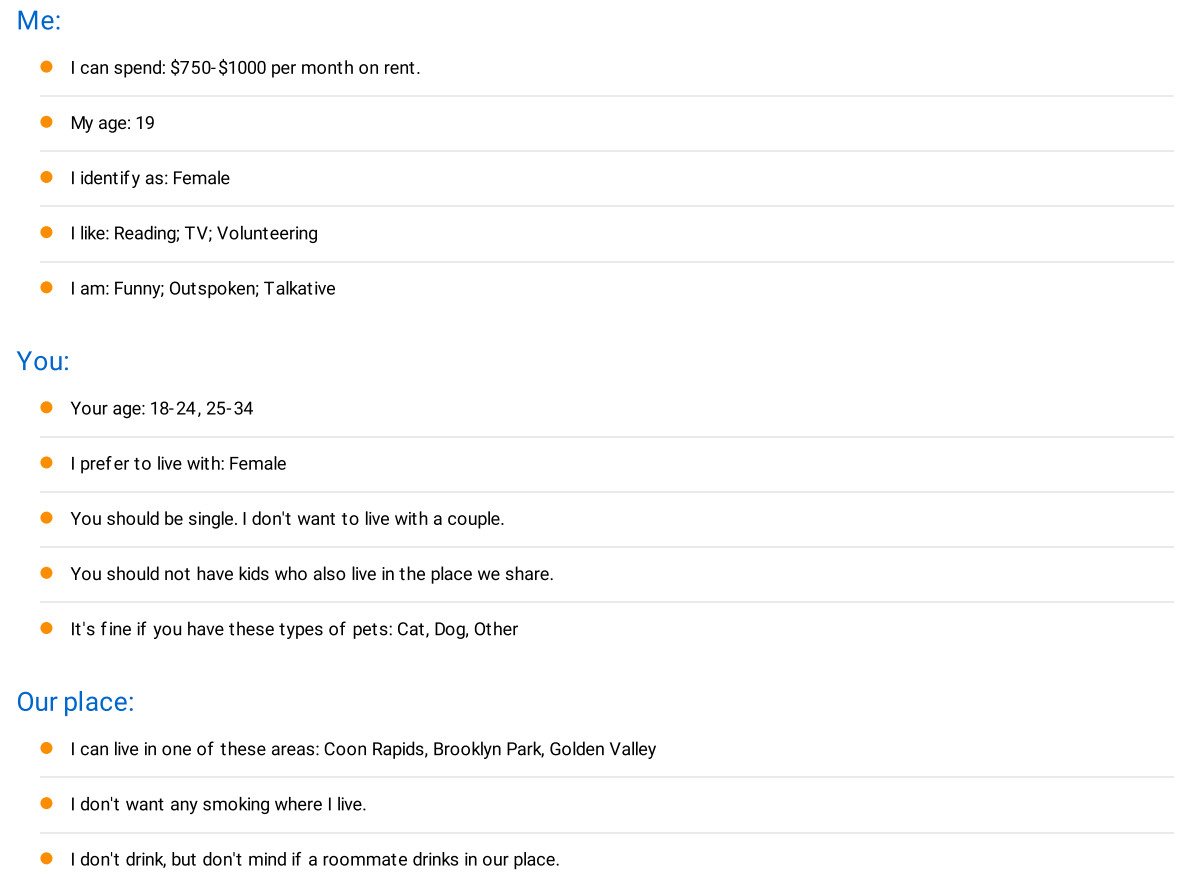 Me:
I can spend: $750-$1000 per month on rent.
My age: 19
I identify as: Female
I like: Reading; TV; Volunteering
I am: Funny; Outspoken; Talkative
You:
Your age: 18-24, 25-34
I prefer to live with: Female
You should be single. I don't want to live with a couple.
You should not have kids who also live in the place we share.
It's fine if you have these types of pets: Cat, Dog, Other
Our place:
I can live in one of these areas: Coon Rapids, Brooklyn Park, Golden Valley
I don't want any smoking where I live.
I don't drink, but don't mind if a roommate drinks in our place.